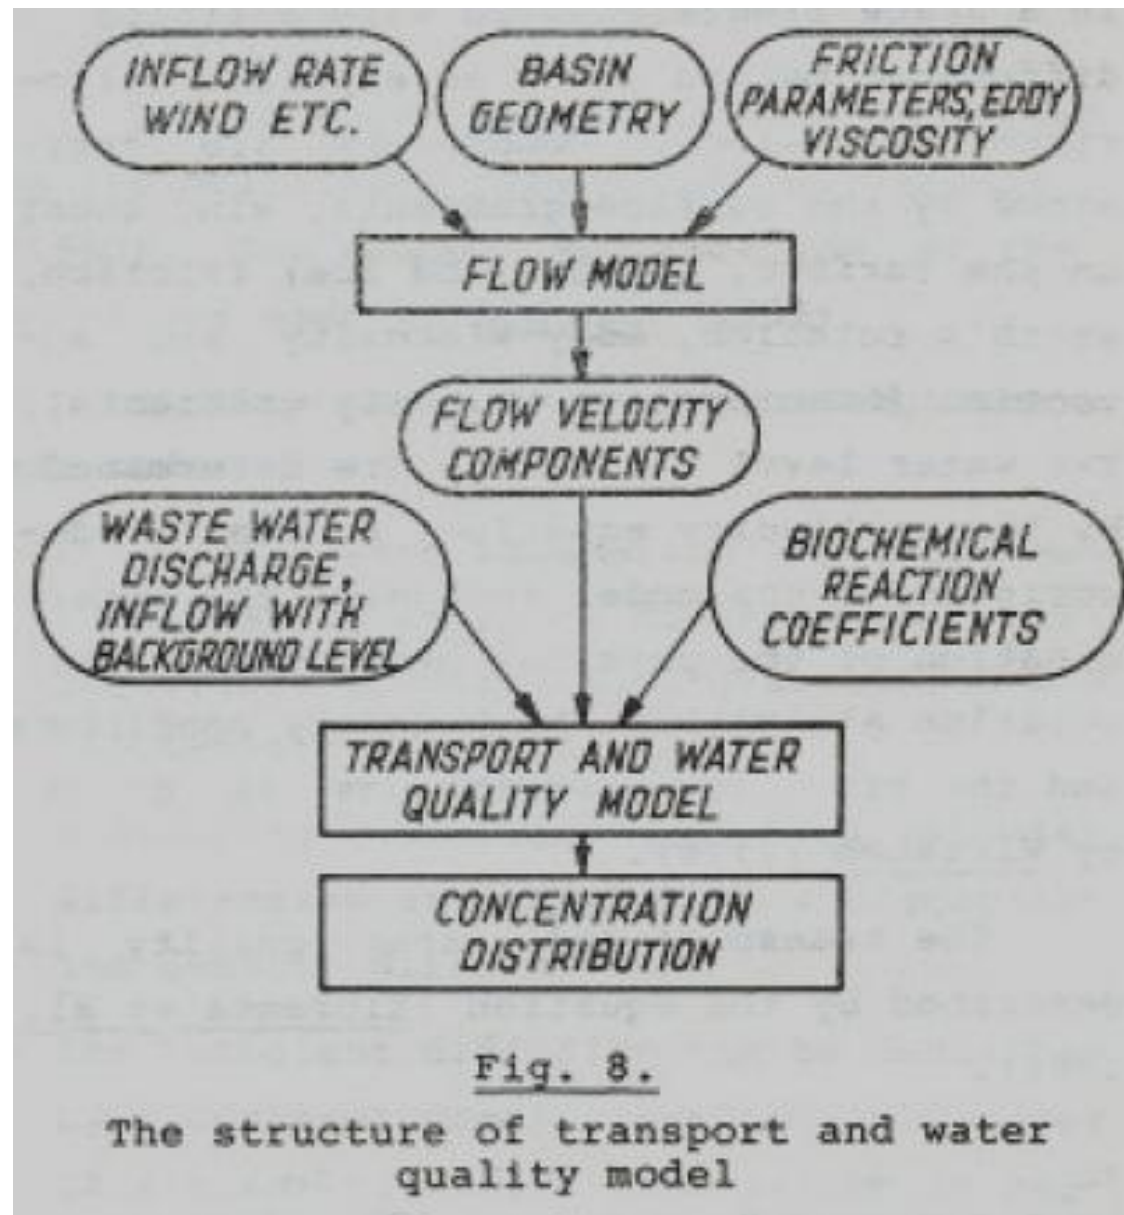 INFLOW RATE
WIND ETC.
BASIN
GEOMETRY
FRICTION
PARAMETERS, EDDY
VISCOSITY
FLOW MODEL
FLOW VELOCITY
COMPONENTS
WASTE WATER
DISCHARGE,
INFLOW WITH
BACKGROUND LEVEL
BIOCHEMICAL
REACTION
COEFFICIENTS
TRANSPORT AND WATER
QUALITY MODEL
CONCENTRATION
DISTRIBUTION
Fig. 8.
The structure of transport and water
quality model